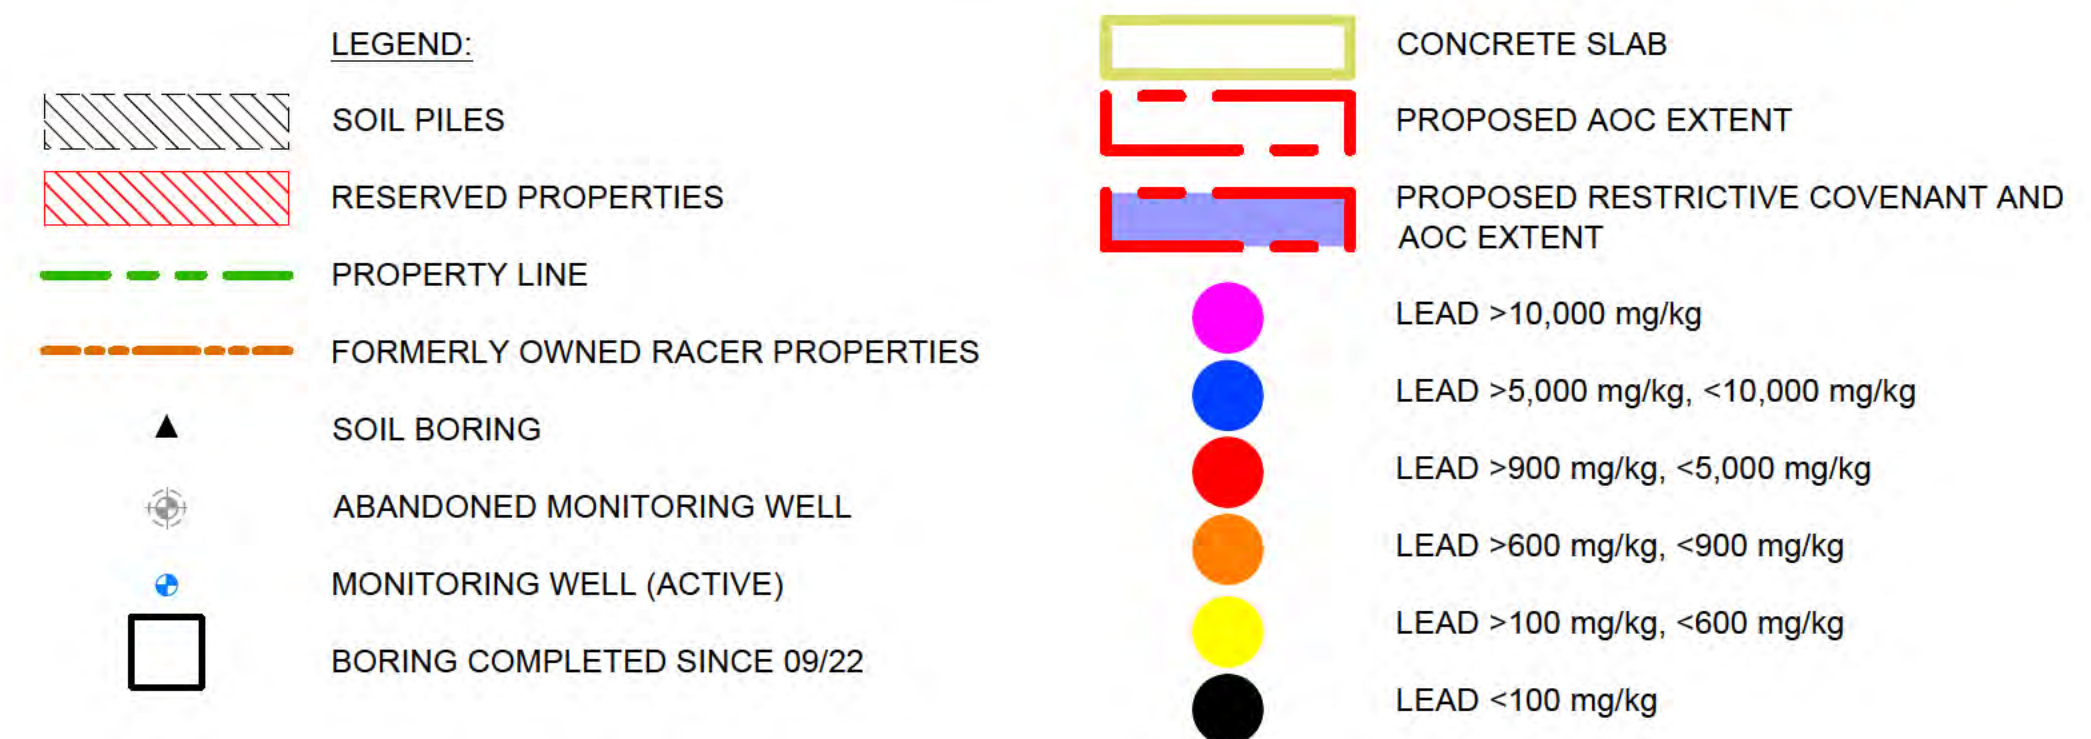 LEGEND:
SOIL PILES
RESERVED PROPERTIES
PROPERTY LINE
FORMERLY OWNED RACER PROPERTIES
SOIL BORING
ABANDONED MONITORING WELL
MONITORING WELL (ACTIVE)
BORING COMPLETED SINCE 09/22
CONCRETE SLAB
PROPOSED AOC EXTENT
PROPOSED RESTRICTIVE COVENANT AND
AOC EXTENT
LEAD >10,000 mg/kg
LEAD >5,000 mg/kg, <10,000 mg/kg
LEAD >900 mg/kg, <5,000 mg/kg
LEAD >600 mg/kg, <900 mg/kg
LEAD >100 mg/kg, <600 mg/kg
LEAD <100 mg/kg